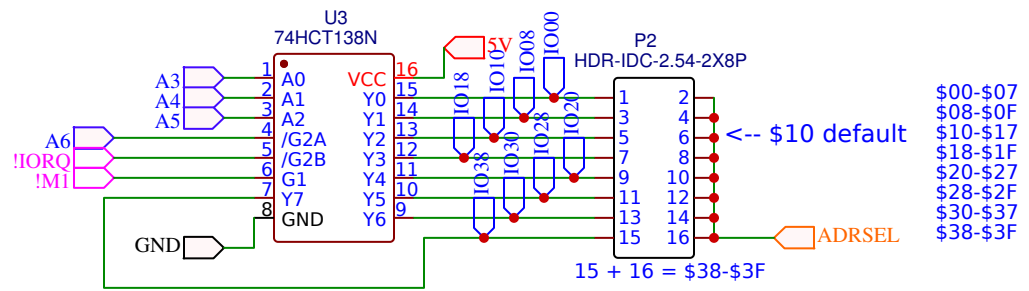 U3
74HCT138N
A3
A4
A5
A6
!IORQ
!M1
GND
1 A0
2 A1
3 A2
4 /G2A
5 /G2B
6 G1
7 Y7
8 GND
VCC 16
Y0 15
Y1 14
Y2 13
Y3 12
Y4 11
Y5 10
Y6 9
5V
IO18
IO38
IO10
IO30
IO08
IO28
IO00
IO20
P2
HDR-IDC-2.54-2X8P
1 2
3 4
5 6
7 8
9 10
11 12
13 14
15 16
<-- $10 default
ADRSEL
15 + 16 = $38-$3F
$00-$07
$08-$0F
$10-$17
$18-$1F
$20-$27
$28-$2F
$30-$37
$38-$3F